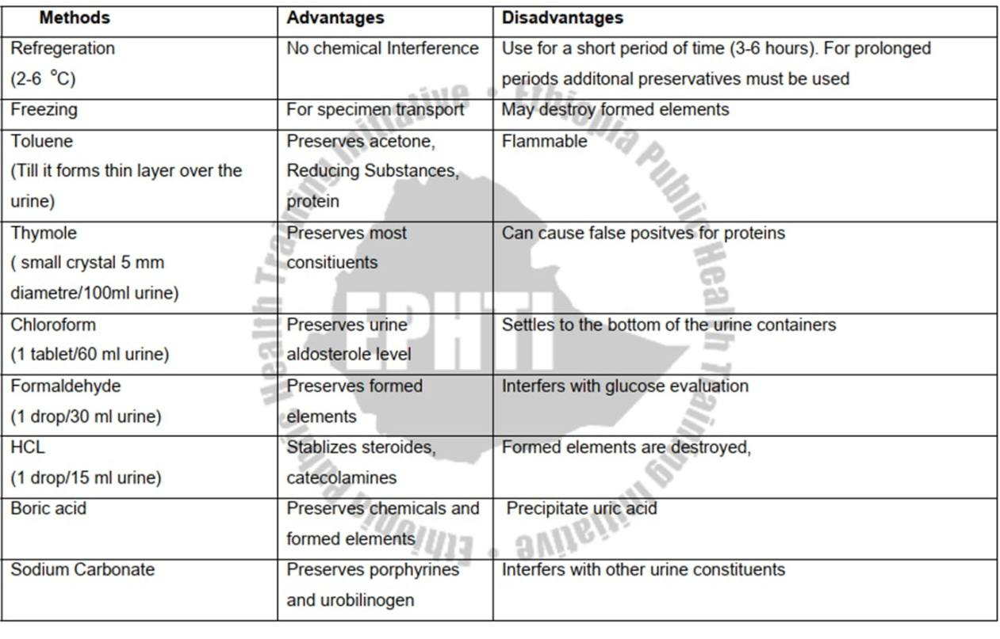 Methods Advantages Disadvantages
Refregeration No chemical Interference Use for a short period of time (3-6 hours). For prolonged
(2-6 °C) periods additonal preservatives must be used
Freezing For specimen transport May destroy formed elements
Toluene Preserves acetone, Flammable
(Till it forms thin layer over the Reducing Substances,
urine) protein
Thymole Preserves most Can cause false positves for proteins
( small crystal 5 mm consitiuents
diametre/100ml urine)
Chloroform Preserves urine Settles to the bottom of the urine containers
(1 tablet/60 ml urine) aldosterole level
Formaldehyde Preserves formed Interfers with glucose evaluation
(1 drop/30 ml urine) elements
HCL Stablizes steroides, Formed elements are destroyed,
(1 drop/15 ml urine) catecolamines
Boric acid Preserves chemicals and Precipitate uric acid
formed elements
Sodium Carbonate Preserves porphyrines Interfers with other urine constituents
and urobilinogen
EPHTI
Ethiopia Public Health Training Initiative • Ethiopia Public Health Training Initiative •